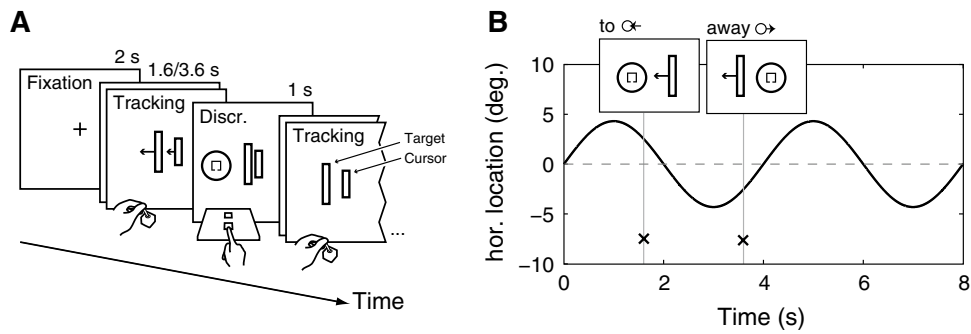 A
2 s
Fixation
1.6/3.6 s
Tracking
Discr.
1 s
Tracking
Target
Cursor
...
Time
B
to
away
hor. location (deg.)
10
5
0
−5
−10
0 2 4 6 8
Time (s)